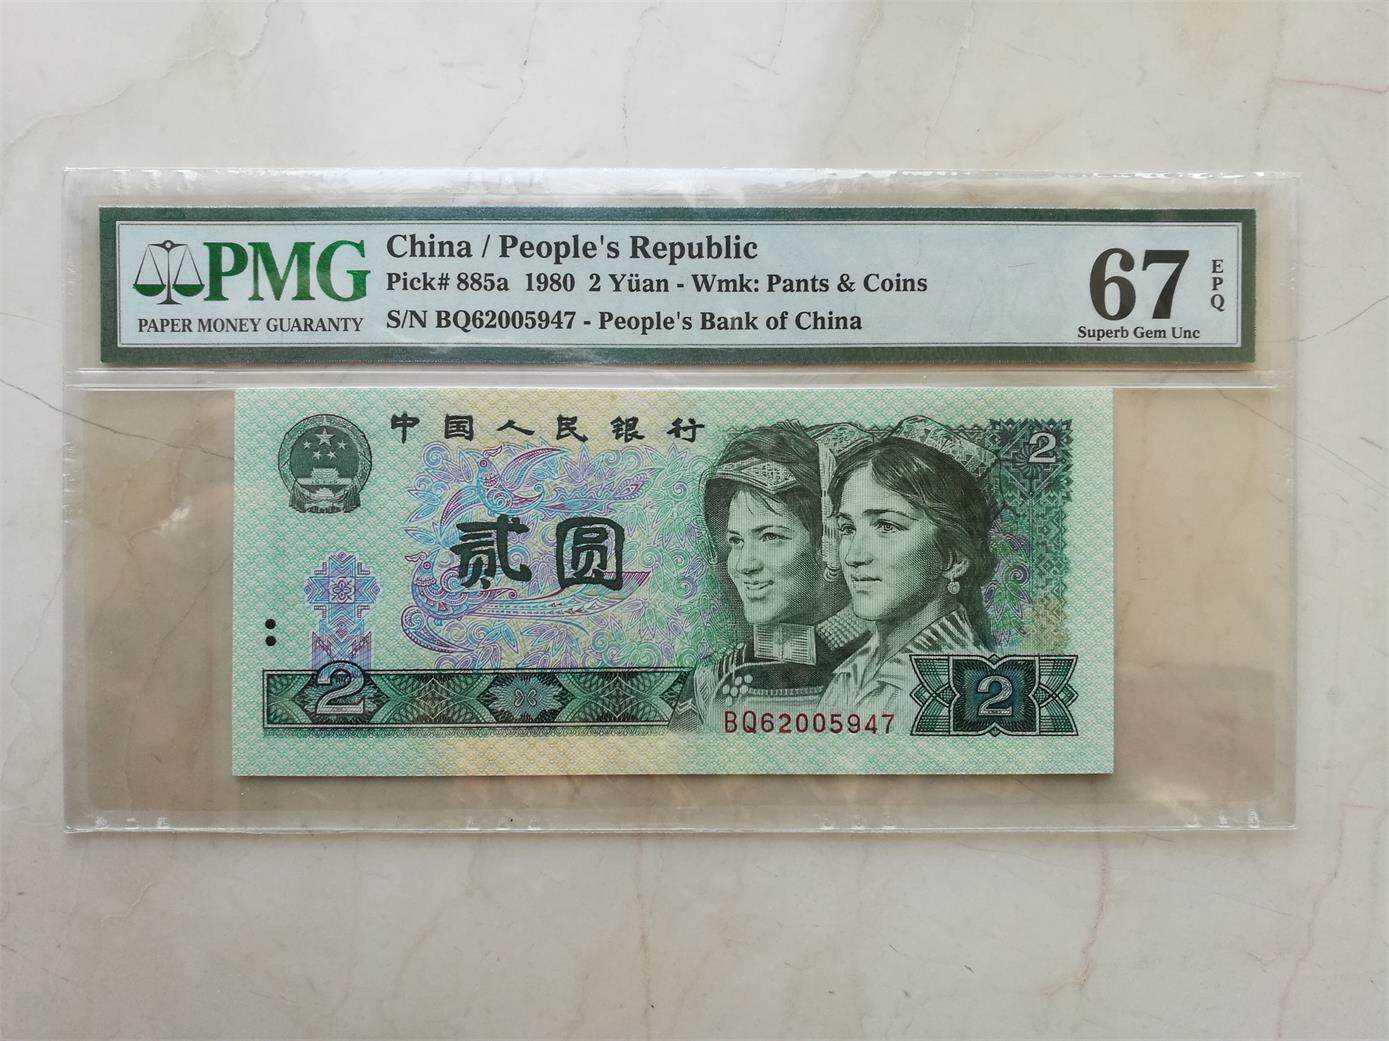 PMG
PAPER MONEY GUARANTY
China / People's Republic
Pick# 885a 1980 2 Yüan - Wmk: Pants & Coins
S/N BQ62005947 - People's Bank of China
67
EPQ
Superb Gem Unc
中国人民银行
2
贰圆
2
2
BQ62005947